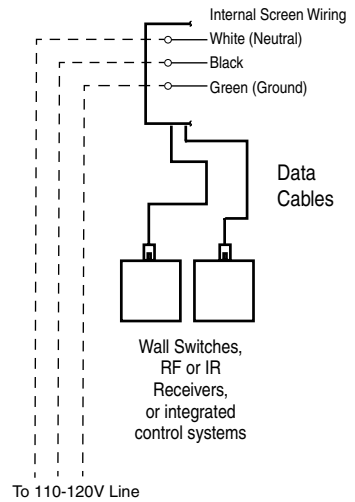 Internal Screen Wiring
White (Neutral)
Black
Green (Ground)
Data
Cables
Wall Switches,
RF or IR
Receivers,
or integrated
control systems
To 110-120V Line